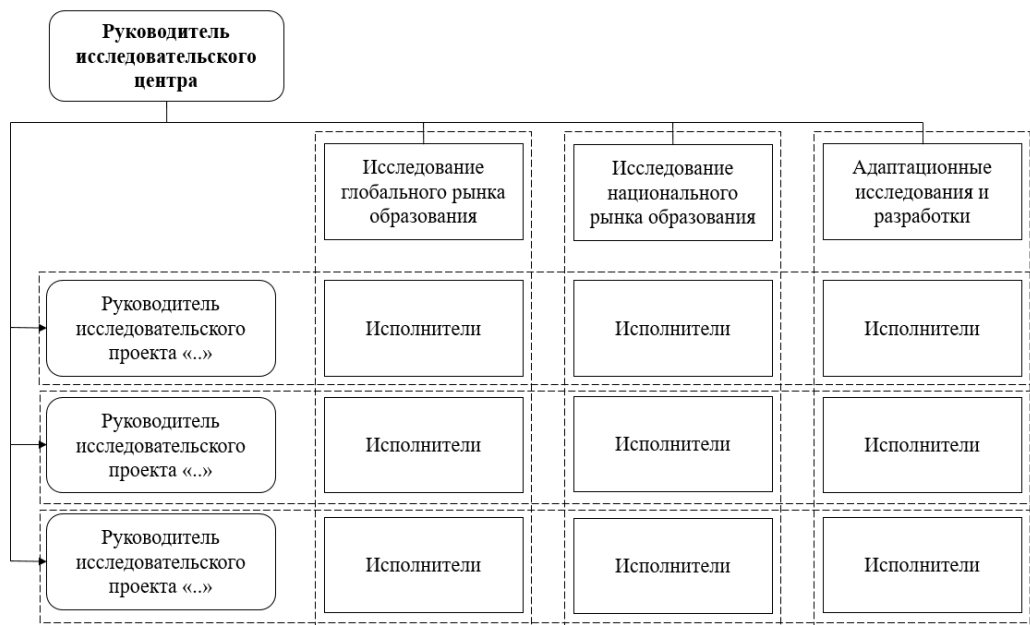 Руководитель
исследовательского
центра
Исследование
глобального рынка
образования
Исследование
национального
рынка образования
Адаптационные
исследования и
разработки
Руководитель
исследовательского
проекта «..»
Исполнители
Исполнители
Исполнители
Руководитель
исследовательского
проекта «..»
Исполнители
Исполнители
Исполнители
Руководитель
исследовательского
проекта «..»
Исполнители
Исполнители
Исполнители